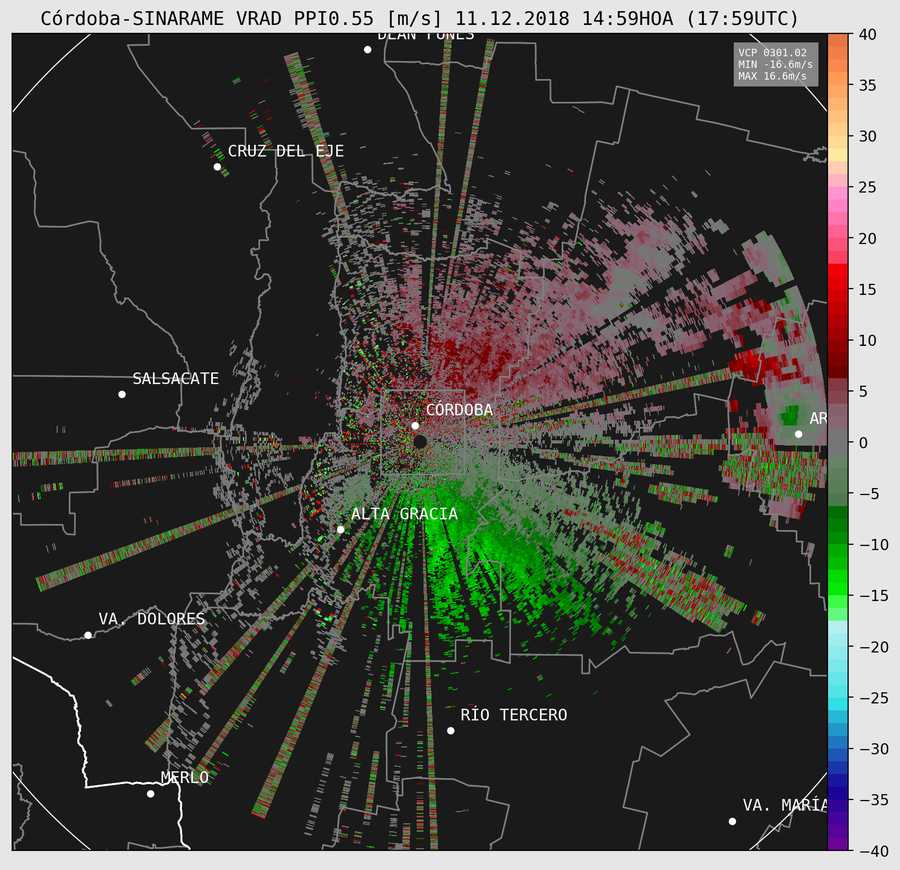 Córdoba-SINARAME VRAD PPI0.55 [m/s] 11.12.2018 14:59HOA (17:59UTC)
DEÁN FUNES
VCP 0301.02
MIN -16.6m/s
MAX 16.6m/s
CRUZ DEL EJE
SALSACATE
CÓRDOBA
AR
ALTA GRACIA
VA. DOLORES
RÍO TERCERO
MERLO
VA. MARÍA
40
35
30
25
20
15
10
5
0
−5
−10
−15
−20
−25
−30
−35
−40